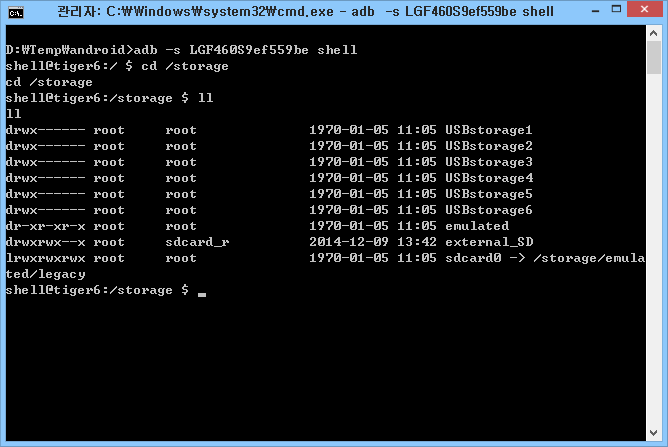 관리자: C:₩Windows₩system32₩cmd.exe - adb  -s LGF460S9ef559be shell
D:₩Temp₩android>adb -s LGF460S9ef559be shell
shell@tiger6:/ $ cd /storage
cd /storage
shell@tiger6:/storage $ ll
ll
drwx------ root     root              1970-01-05 11:05 USBstorage1
drwx------ root     root              1970-01-05 11:05 USBstorage2
drwx------ root     root              1970-01-05 11:05 USBstorage3
drwx------ root     root              1970-01-05 11:05 USBstorage4
drwx------ root     root              1970-01-05 11:05 USBstorage5
drwx------ root     root              1970-01-05 11:05 USBstorage6
dr-xr-xr-x root     root              1970-01-05 11:05 emulated
drwxrwx--x root     sdcard_r          2014-12-09 13:42 external_SD
lrwxrwxrwx root     root              1970-01-05 11:05 sdcard0 -> /storage/emula
ted/legacy
shell@tiger6:/storage $